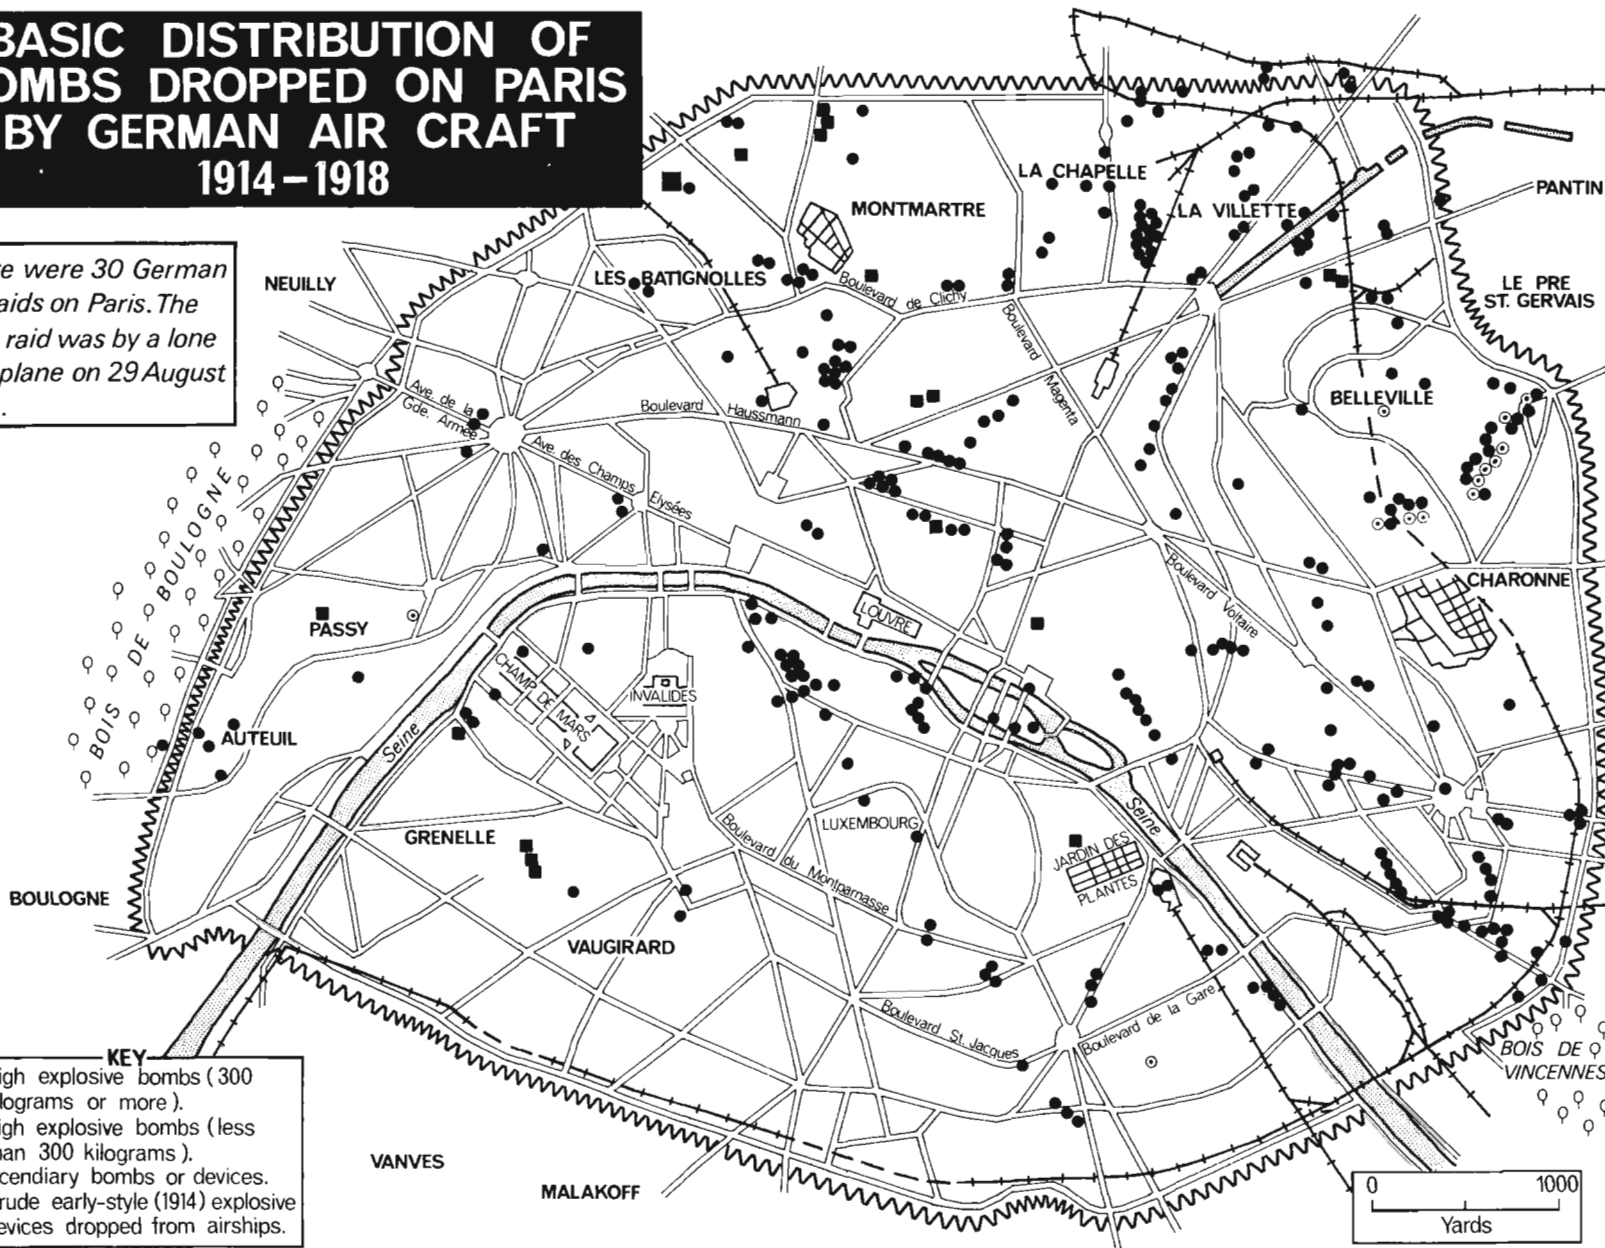 BASIC DISTRIBUTION OF
OMBS DROPPED ON PARIS
BY GERMAN AIR CRAFT
1914–1918
re were 30 German
aids on Paris. The
raid was by a lone
plane on 29 August
.
NEUILLY
LES BATIGNOLLES
MONTMARTRE
LA CHAPELLE
LA VILLETTE
PANTIN
LE PRE
ST. GERVAIS
Boulevard de Clichy
Boulevard Magenta
BELLEVILLE
Ave. de la
Gde. Armée
Boulevard Haussmann
Ave. des Champs Elysées
BOIS DE BOULOGNE
Boulevard Voltaire
CHARONNE
LOUVRE
PASSY
CHAMP DE MARS
INVALIDES
AUTEUIL
Seine
Seine
GRENELLE
LUXEMBOURG
Boulevard du Montparnasse
JARDIN DES
PLANTES
BOULOGNE
VAUGIRARD
Boulevard St. Jacques
Boulevard de la Gare
BOIS DE
VINCENNES
VANVES
MALAKOFF
KEY
igh explosive bombs (300
lograms or more).
igh explosive bombs (less
an 300 kilograms).
cendiary bombs or devices.
rude early-style (1914) explosive
evices dropped from airships.
0 1000
Yards